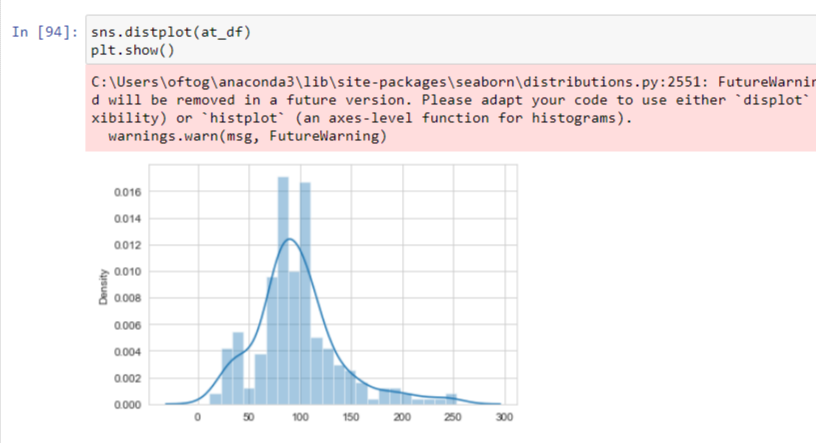 In [94]: sns.distplot(at_df)
plt.show()
C:\Users\oftog\anaconda3\lib\site-packages\seaborn\distributions.py:2551: FutureWarnin
d will be removed in a future version. Please adapt your code to use either `displot`
xibility) or `histplot` (an axes-level function for histograms).
warnings.warn(msg, FutureWarning)
0.016
0.014
0.012
0.010
0.008
0.006
0.004
0.002
0.000
Density
0 50 100 150 200 250 300